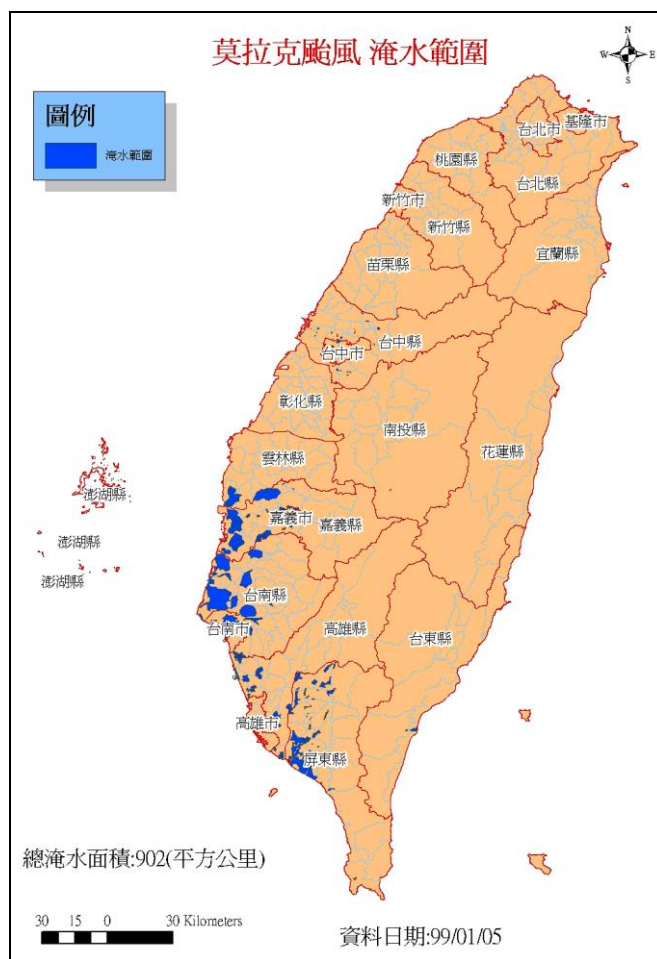 莫拉克颱風 淹水範圍
N
W
E
S
圖例
淹水範圍
台北市
基隆市
桃園縣
台北縣
新竹市
新竹縣
宜蘭縣
苗栗縣
台中縣
台中市
彰化縣
南投縣
花蓮縣
雲林縣
澎湖縣
嘉義市
嘉義縣
澎湖縣
澎湖縣
台南縣
台南市
高雄縣
台東縣
高雄市
屏東縣
總淹水面積:902(平方公里)
30 15 0 30 Kilometers
資料日期:99/01/05